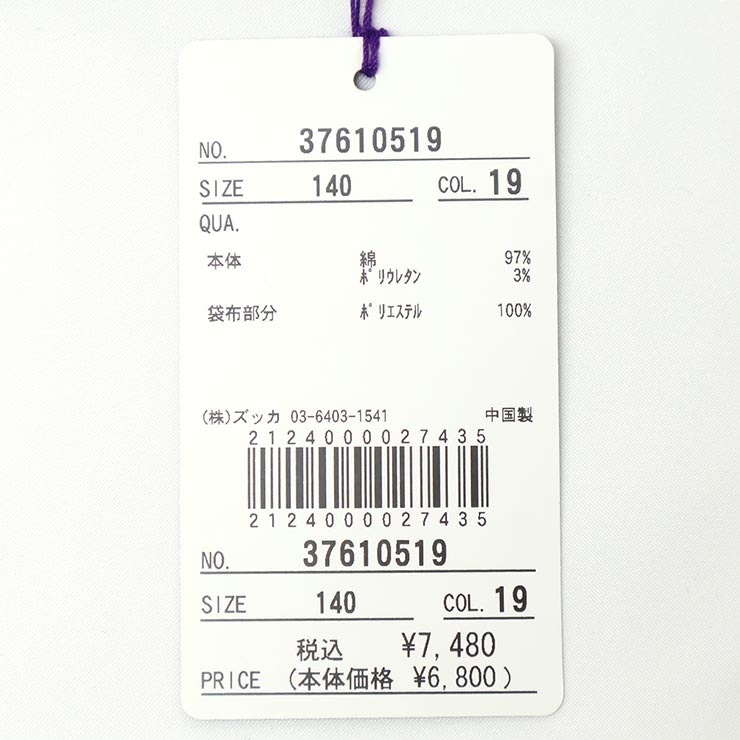 NO. 37610519
SIZE 140 COL. 19
QUA.
本体 綿 97%
ポリウレタン 3%
袋布部分 ポリエステル 100%
(株)ズッカ 03-6403-1541 中国製
2124000027435
2124000027435
NO. 37610519
SIZE 140 COL. 19
税込 ¥7,480
PRICE (本体価格 ¥6,800)